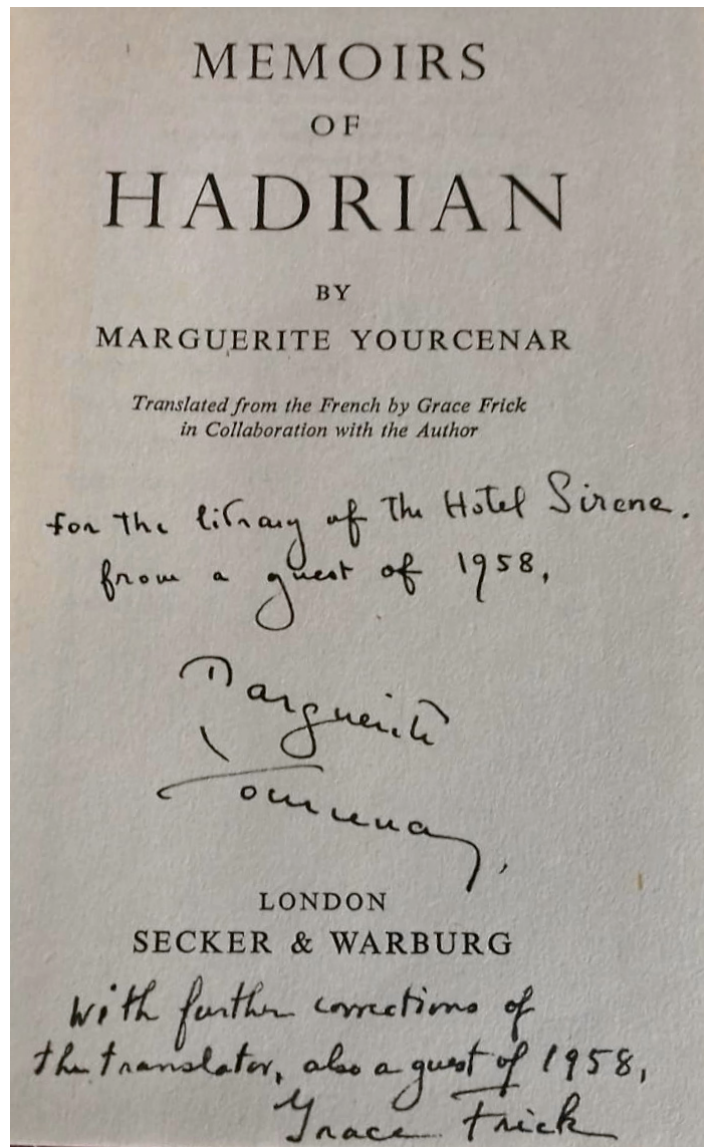 MEMOIRS
OF
HADRIAN
BY
MARGUERITE YOURCENAR
Translated from the French by Grace Frick
in Collaboration with the Author
for the library of the Hotel Sirene.
from a guest of 1958,
Marguerite
Yourcenar,
LONDON
SECKER & WARBURG
With further corrections of
the translator, also a guest of 1958,
Grace Frick